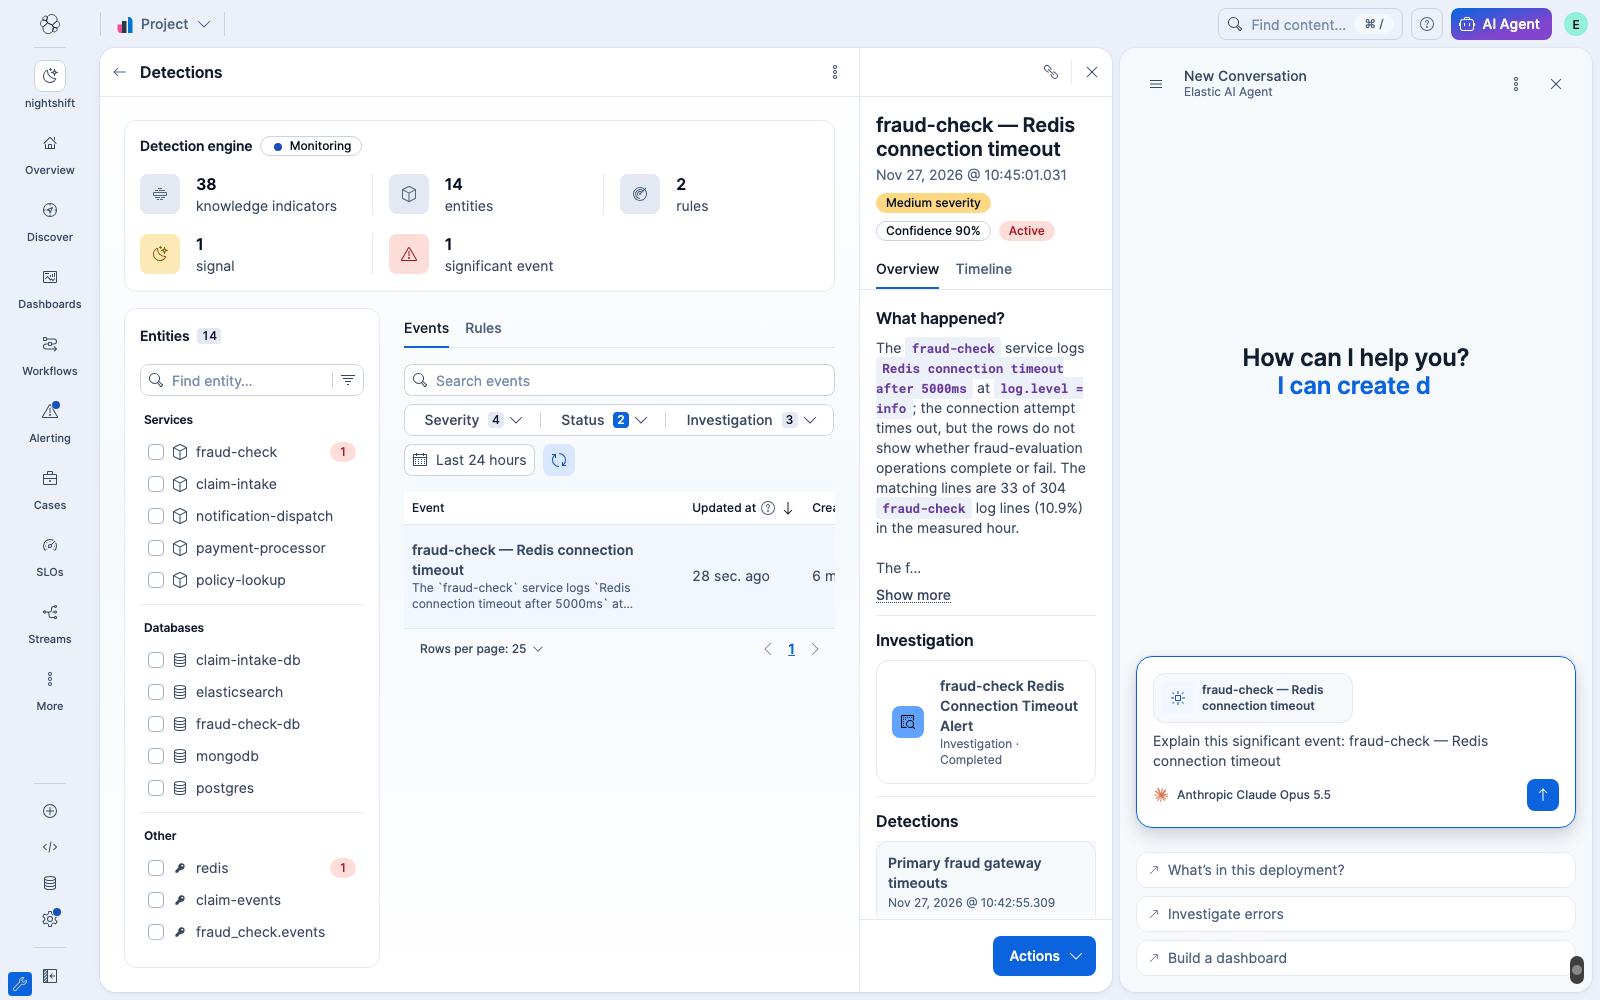 Project
Find content...
⌘ /
AI Agent
E
nightshift
Overview
Discover
Dashboards
Workflows
Alerting
Cases
SLOs
Streams
More
Detections
Detection engine
Monitoring
38
knowledge indicators
14
entities
2
rules
1
signal
1
significant event
Entities 14
Find entity...
Services
fraud-check 1
claim-intake
notification-dispatch
payment-processor
policy-lookup
Databases
claim-intake-db
elasticsearch
fraud-check-db
mongodb
postgres
Other
redis 1
claim-events
fraud_check.events
Events Rules
Search events
Severity 4 Status 2 Investigation 3
Last 24 hours
Event Updated at Crea
fraud-check — Redis connection
timeout
The `fraud-check` service logs `Redis
connection timeout after 5000ms` at...
28 sec. ago
6 m
Rows per page: 25
1
fraud-check — Redis
connection timeout
Nov 27, 2026 @ 10:45:01.031
Medium severity
Confidence 90%
Active
Overview Timeline
What happened?
The fraud-check service logs
Redis connection timeout
after 5000ms at log.level =
info ; the connection attempt
times out, but the rows do not
show whether fraud-evaluation
operations complete or fail. The
matching lines are 33 of 304
fraud-check log lines (10.9%)
in the measured hour.
The f...
Show more
Investigation
fraud-check Redis
Connection Timeout
Alert
Investigation ·
Completed
Detections
Primary fraud gateway
timeouts
Nov 27, 2026 @ 10:42:55.309
Actions
New Conversation
Elastic AI Agent
How can I help you?
I can create d
fraud-check — Redis
connection timeout
Explain this significant event: fraud-check — Redis
connection timeout
Anthropic Claude Opus 5.5
What's in this deployment?
Investigate errors
Build a dashboard